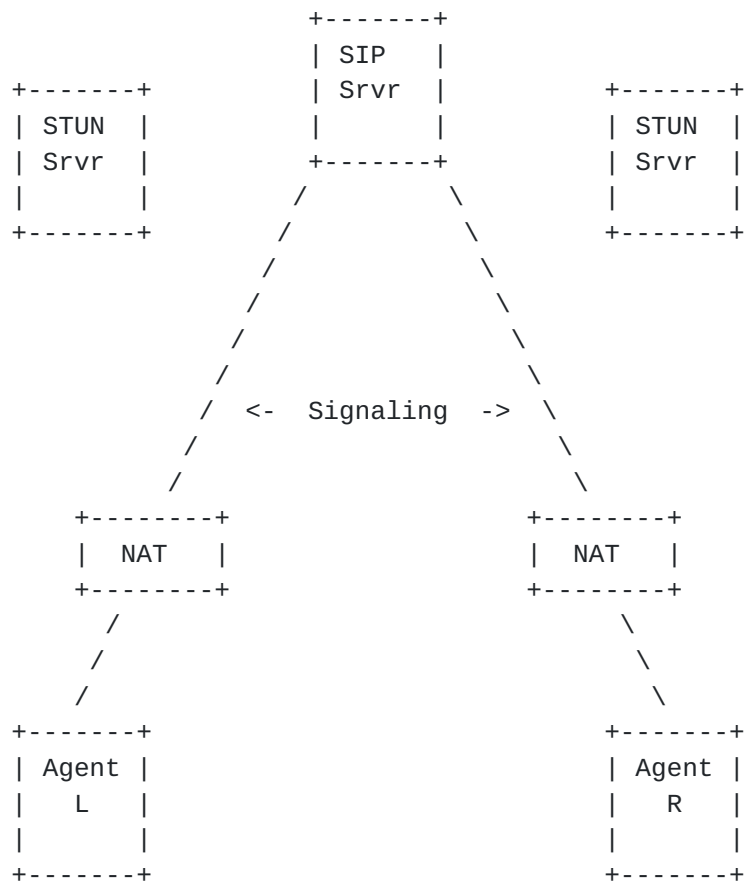 SIP
Srvr
STUN
Srvr
STUN
Srvr
<- Signaling ->
NAT
NAT
Agent
L
Agent
R